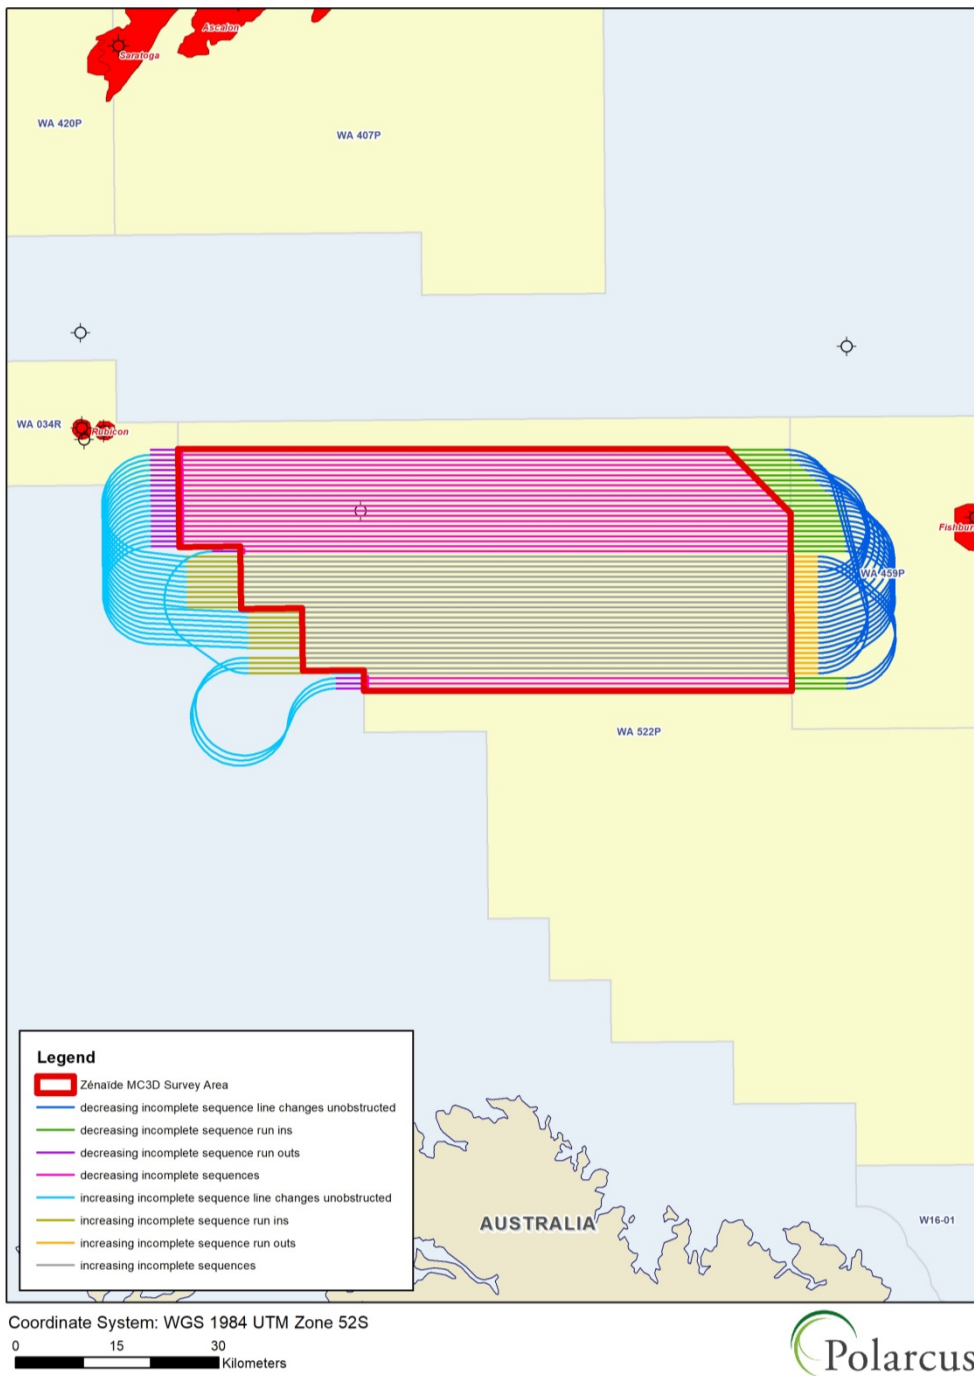 Ascalon
Saratoga
WA 420P
WA 407P
WA 034R
Rubicon
Fishbur
WA 459P
WA 522P
Legend
Zénaïde MC3D Survey Area
decreasing incomplete sequence line changes unobstructed
decreasing incomplete sequence run ins
decreasing incomplete sequence run outs
decreasing incomplete sequences
increasing incomplete sequence line changes unobstructed
increasing incomplete sequence run ins
increasing incomplete sequence run outs
increasing incomplete sequences
AUSTRALIA
W16-01
Coordinate System: WGS 1984 UTM Zone 52S
0 15 30
Kilometers
Polarcus